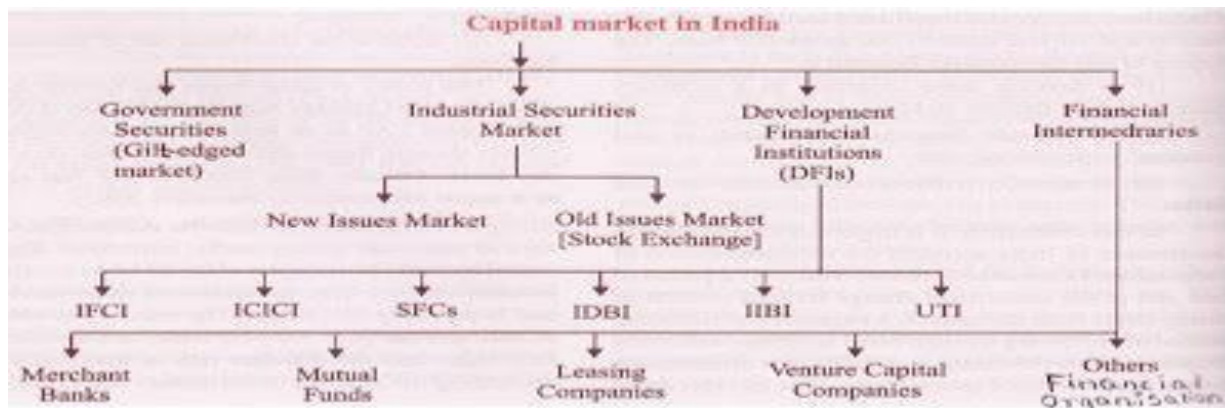 Capital market in India
Government
Securities
(Gilt-edged
market)
Industrial Securities
Market
Development
Financial
Institutions
(DFIs)
Financial
Intermedraries
New Issues Market
Old Issues Market
[Stock Exchange]
IFCI
ICICI
SFCs
IDBI
IIBI
UTI
Merchant
Banks
Mutual
Funds
Leasing
Companies
Venture Capital
Companies
Others
Financial
Organisation